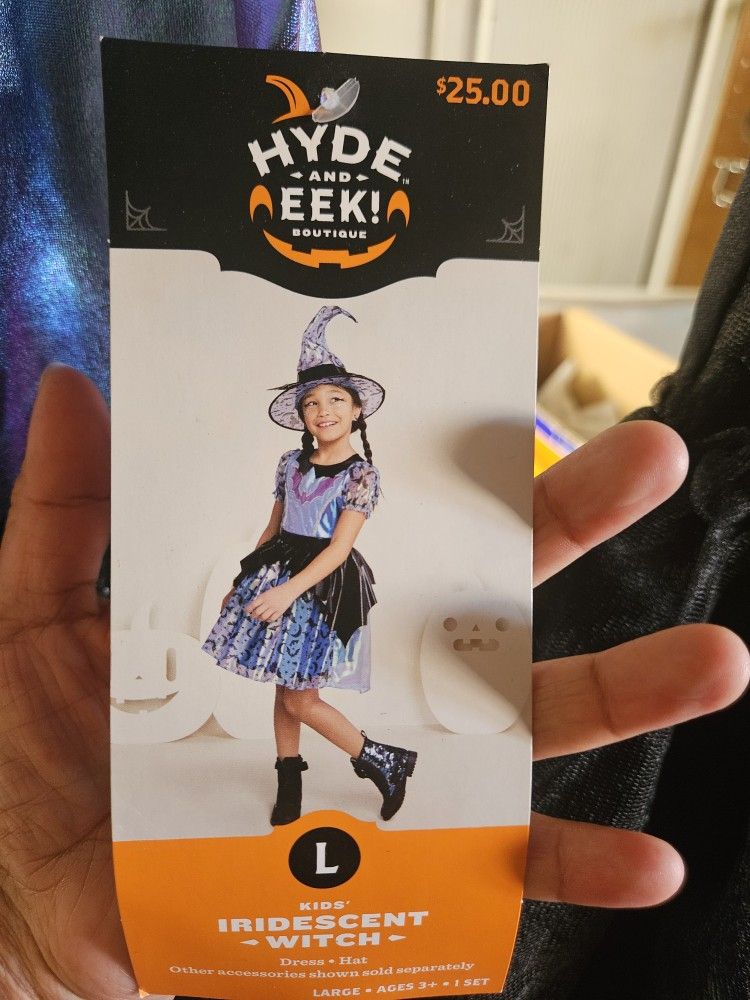 $25.00
HYDE
AND
EEK!
™
BOUTIQUE
L
KIDS'
IRIDESCENT
WITCH
Dress • Hat
Other accessories shown sold separately
LARGE • AGES 3+ • 1 SET